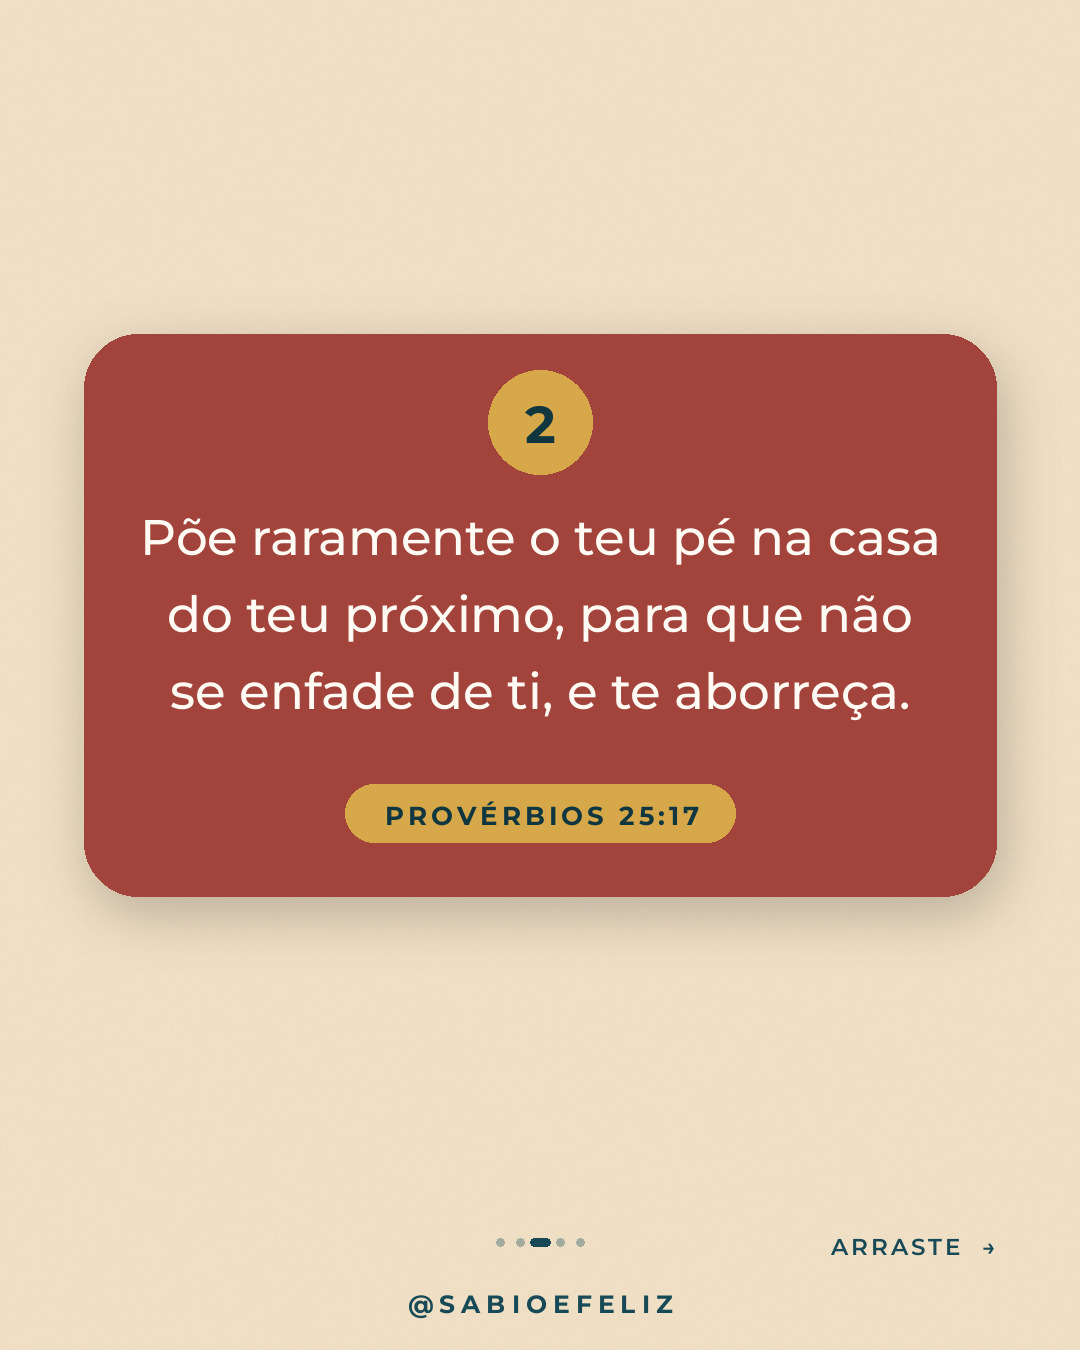 2
Põe raramente o teu pé na casa
do teu próximo, para que não
se enfade de ti, e te aborreça.
PROVÉRBIOS 25:17
ARRASTE →
@SABIOEFELIZ